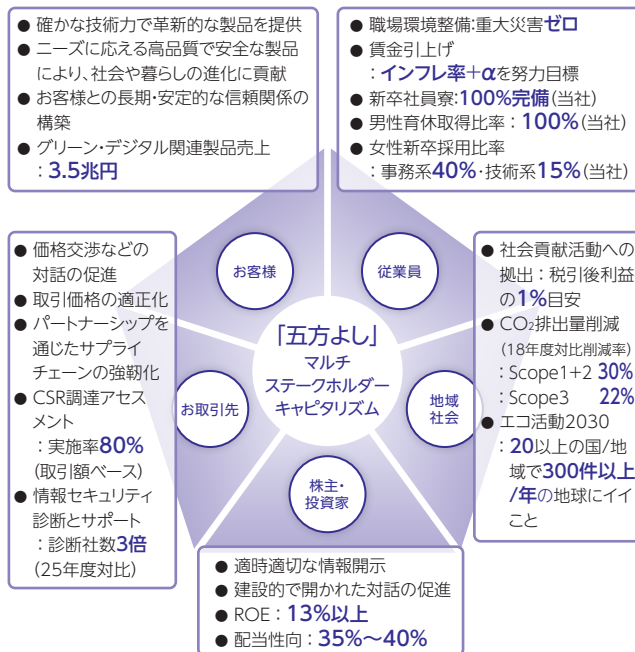 ● 確かな技術力で革新的な製品を提供
● ニーズに応える高品質で安全な製品
により、社会や暮らしの進化に貢献
● お客様との長期・安定的な信頼関係の
構築
● グリーン・デジタル関連製品売上
：3.5兆円
● 職場環境整備：重大災害ゼロ
● 賃金引上げ
：インフレ率＋αを努力目標
● 新卒社員寮：100%完備（当社）
● 男性育休取得比率：100%（当社）
● 女性新卒採用比率
：事務系40%・技術系15%（当社）
お客様
従業員
● 価格交渉などの
対話の促進
● 取引価格の適正化
● パートナーシップを
通じたサプライ
チェーンの強靭化
● CSR調達アセス
メント
：実施率80%
（取引額ベース）
● 情報セキュリティ
診断とサポート
：診断社数3倍
（25年度対比）
お取引先
「五方よし」
マルチ
ステークホルダー
キャピタリズム
地域
社会
● 社会貢献活動への
拠出：税引後利益
の1%目安
● CO₂排出量削減
（18年度対比削減率）
：Scope1+2 30%
：Scope3 22%
● エコ活動2030
：20以上の国/地
域で300件以上
/年の地球にイイ
こと
株主・
投資家
● 適時適切な情報開示
● 建設的で開かれた対話の促進
● ROE：13%以上
● 配当性向：35%～40%